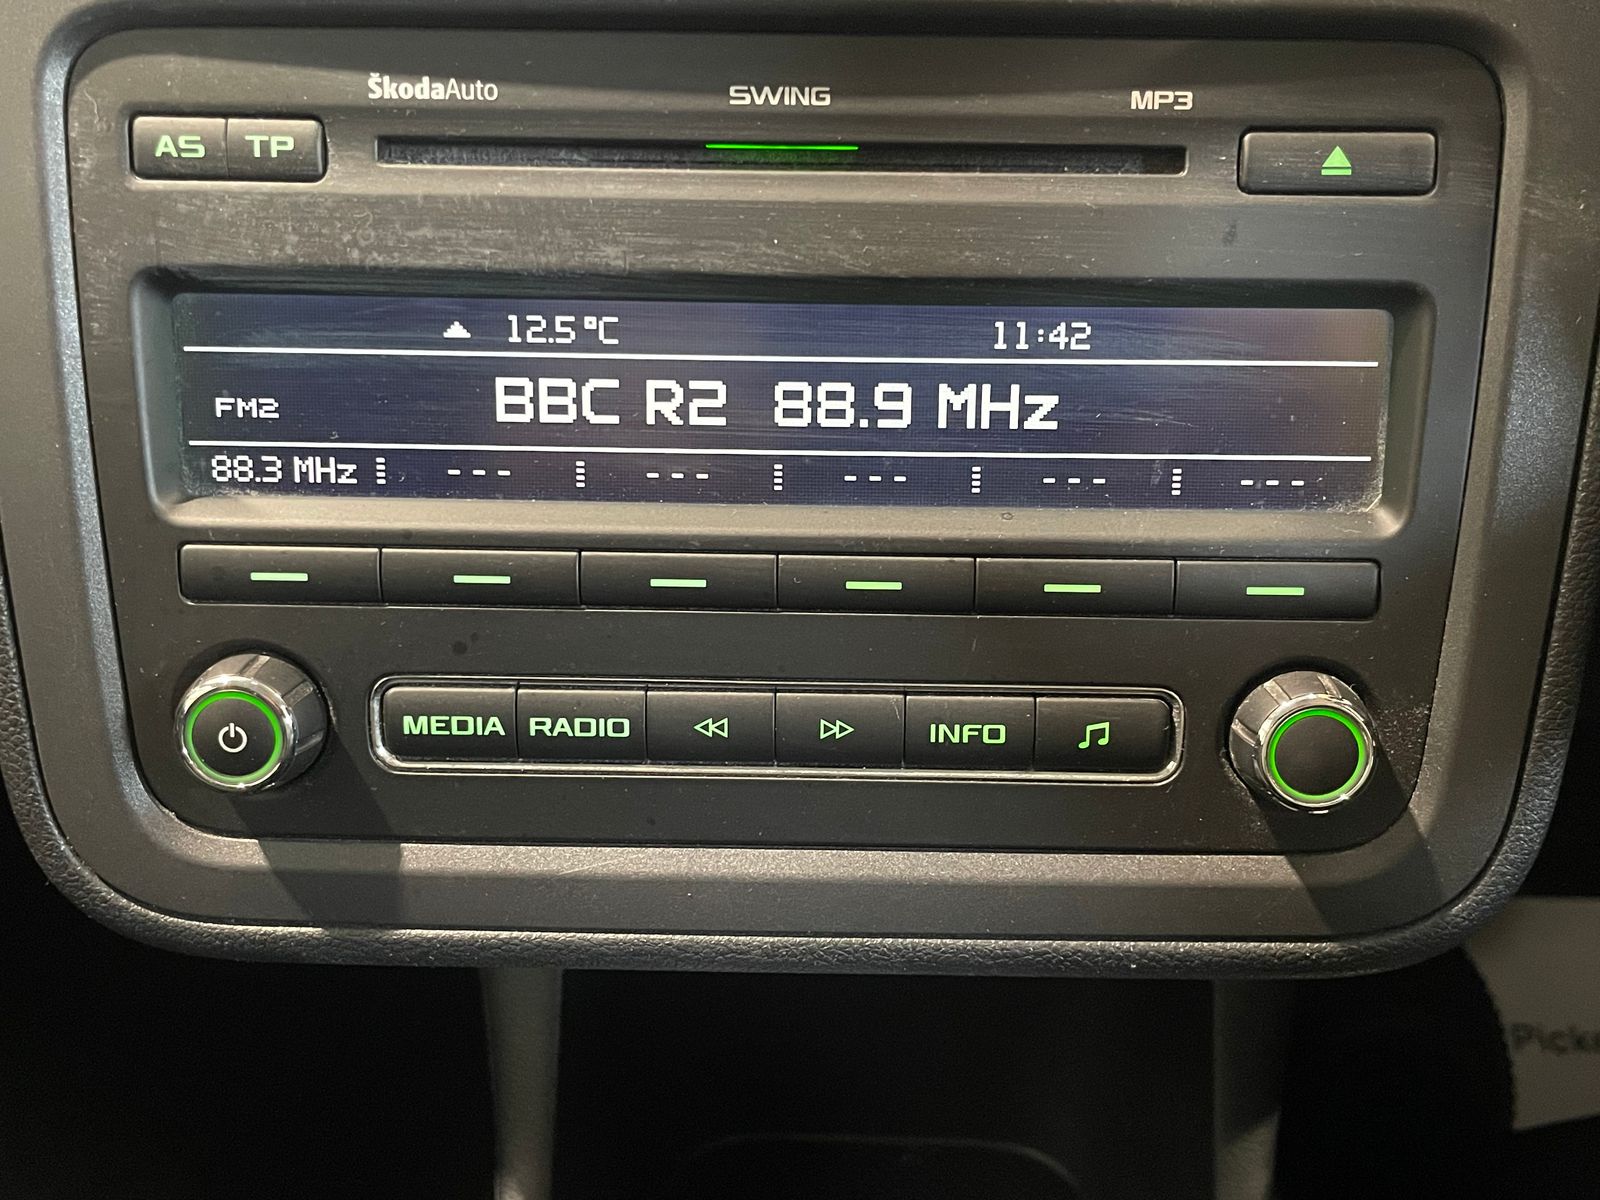 ŠkodaAuto SWING MP3
AS TP
12.5°C 11:42
FM2 BBC R2 88.9 MHz
88.3 MHz --- --- --- --- ---
MEDIA RADIO INFO